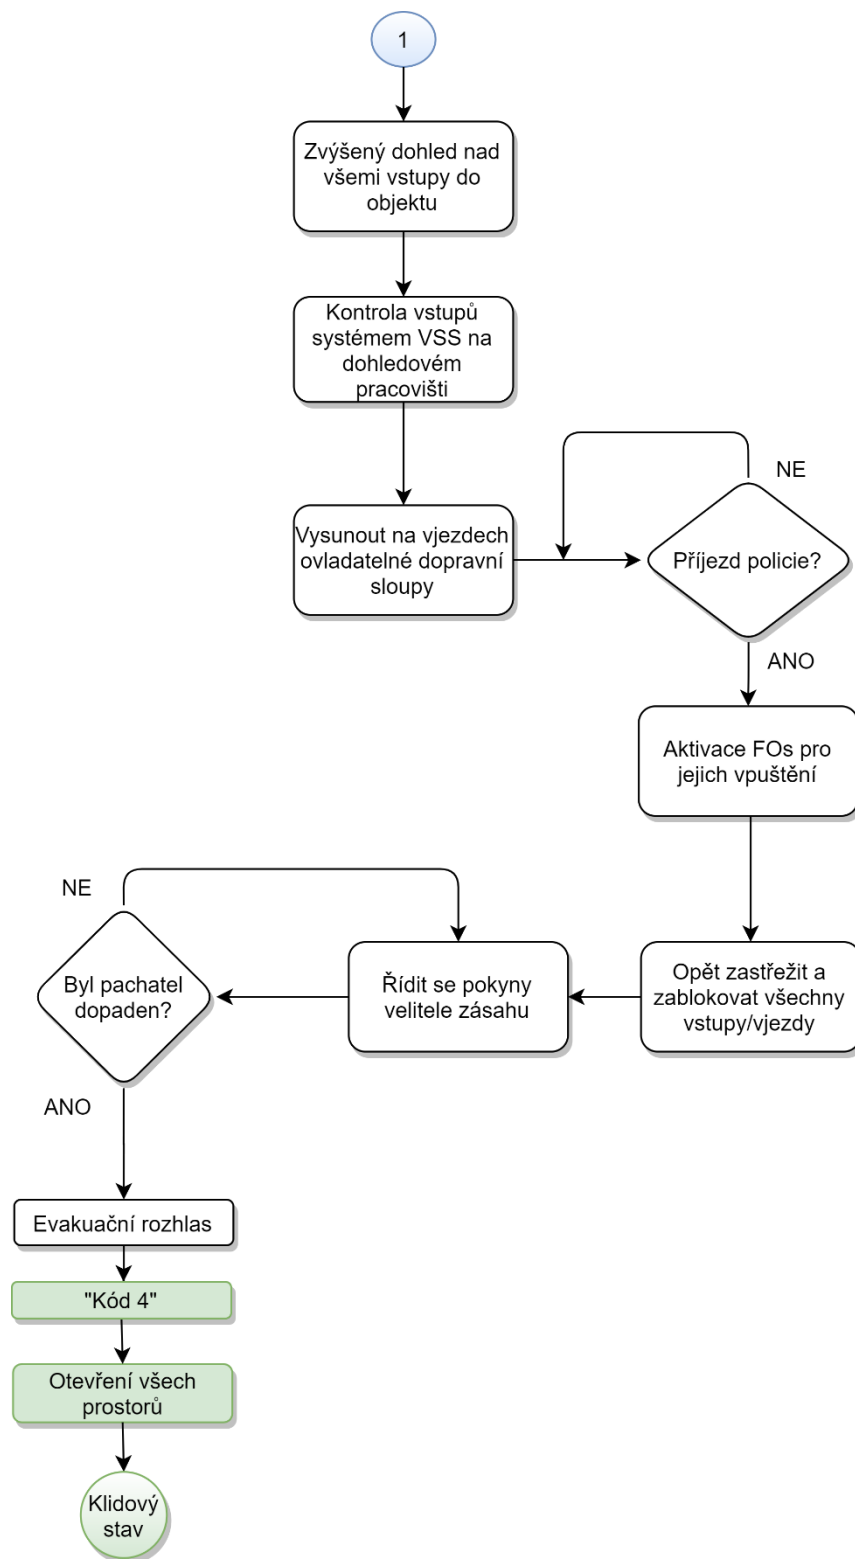 1
Zvýšený dohled nad
všemi vstupy do
objektu
Kontrola vstupů
systémem VSS na
dohledovém
pracovišti
Vysunout na vjezdech
ovladatelné dopravní
sloupy
NE
Příjezd policie?
ANO
Aktivace FOs pro
jejich vpuštění
Opět zastřežit a
zablokovat všechny
vstupy/vjezdy
Řídit se pokyny
velitele zásahu
NE
Byl pachatel
dopaden?
ANO
Evakuační rozhlas
"Kód 4"
Otevření všech
prostorů
Klidový
stav